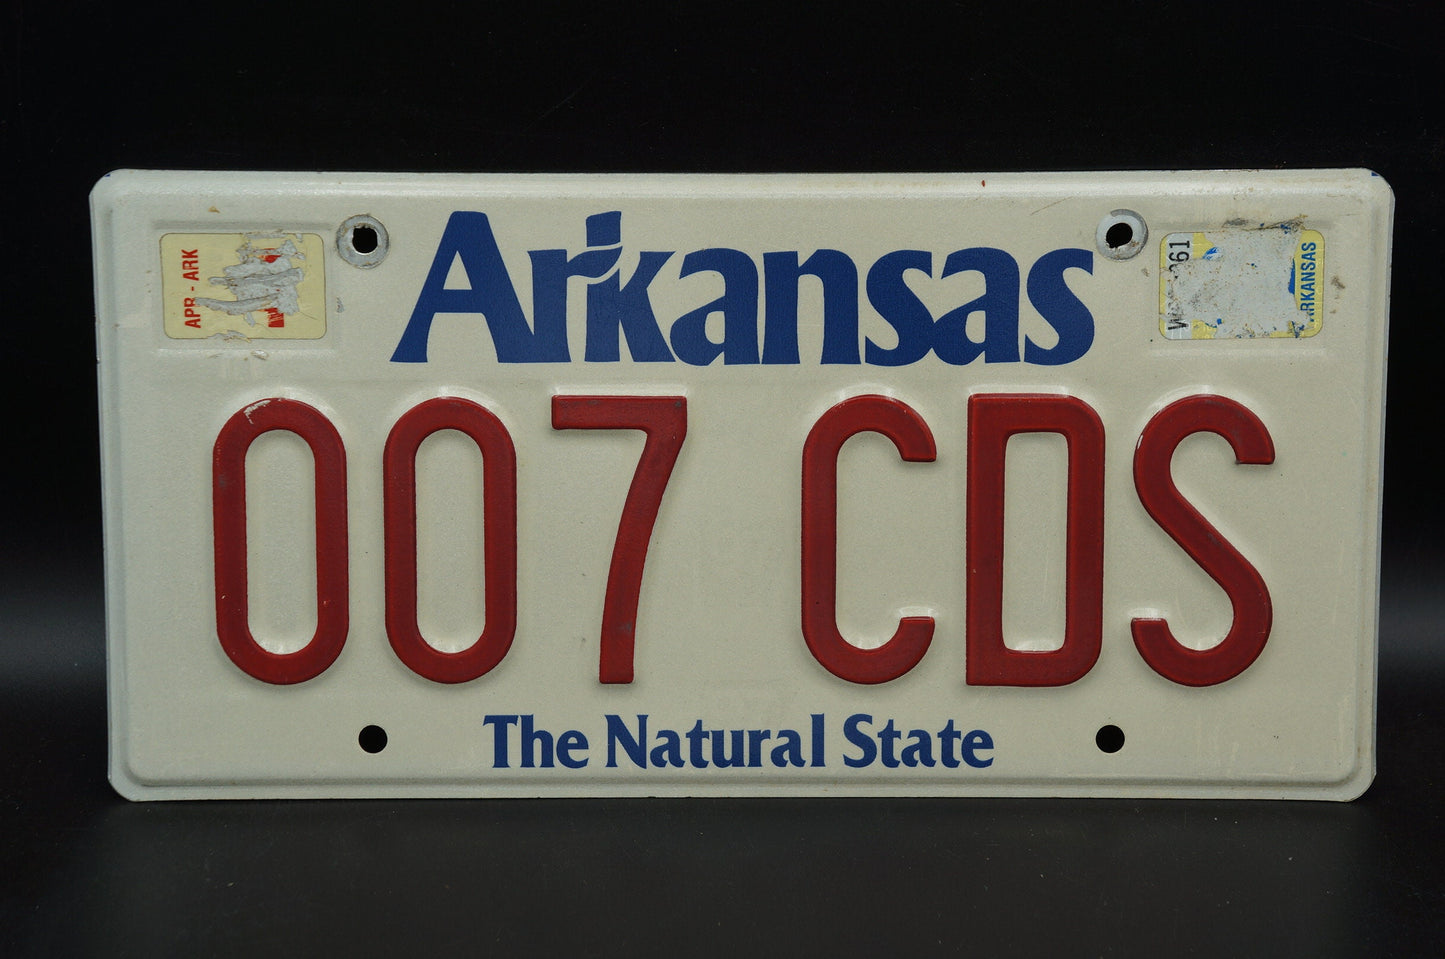 Arkansas
APR - ARK
ARKANSAS
007 CDS
The Natural State